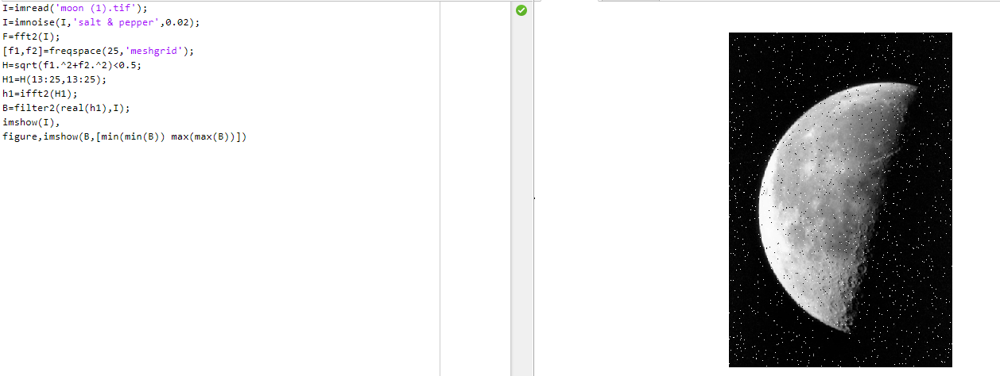 I=imread('moon (1).tif');
I=imnoise(I,'salt & pepper',0.02);
F=fft2(I);
[f1,f2]=freqspace(25,'meshgrid');
H=sqrt(f1.^2+f2.^2)<0.5;
H1=H(13:25,13:25);
h1=ifft2(H1);
B=filter2(real(h1),I);
imshow(I),
figure,imshow(B,[min(min(B)) max(max(B))])